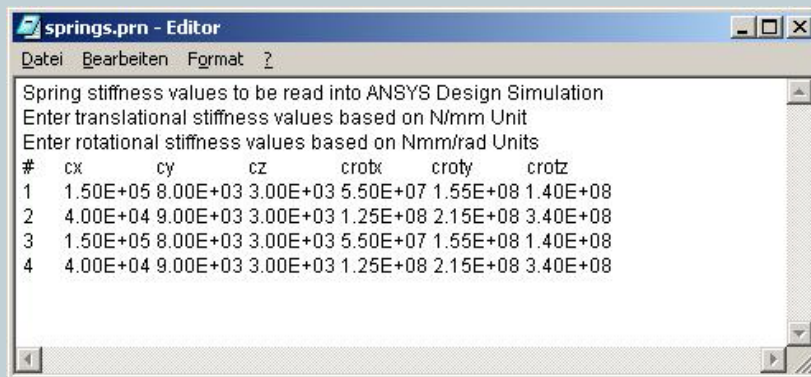 springs.prn - Editor
Datei Bearbeiten Format ?
Spring stiffness values to be read into ANSYS Design Simulation
Enter translational stiffness values based on N/mm Unit
Enter rotational stiffness values based on Nmm/rad Units
# cx cy cz crotx croty crotz
1 1.50E+05 8.00E+03 3.00E+03 5.50E+07 1.55E+08 1.40E+08
2 4.00E+04 9.00E+03 3.00E+03 1.25E+08 2.15E+08 3.40E+08
3 1.50E+05 8.00E+03 3.00E+03 5.50E+07 1.55E+08 1.40E+08
4 4.00E+04 9.00E+03 3.00E+03 1.25E+08 2.15E+08 3.40E+08